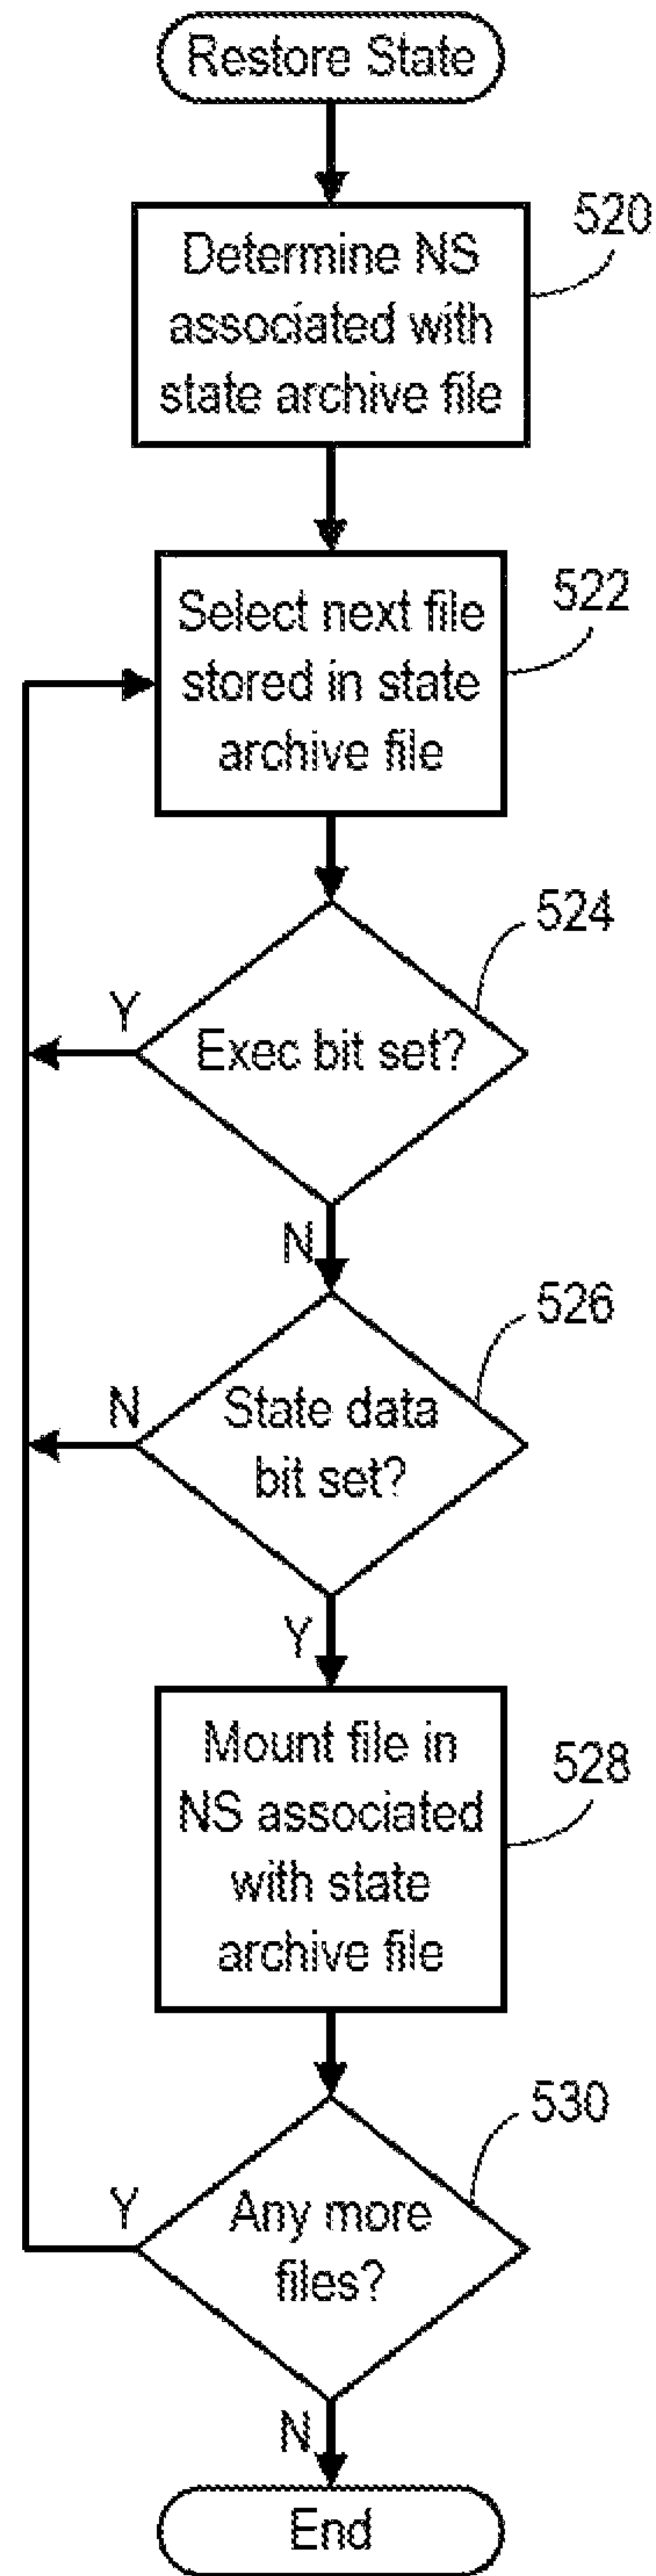 Restore State
520
Determine NS
associated with
state archive file
522
Select next file
stored in state
archive file
524
Y
Exec bit set?
N
526
N
State data
bit set?
Y
528
Mount file in
NS associated
with state
archive file
530
Y
Any more
files?
N
End